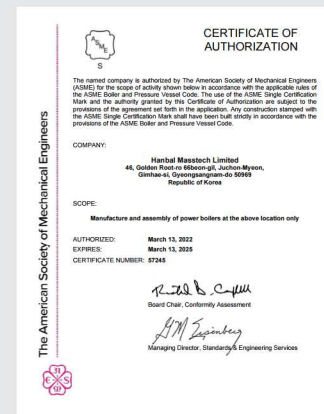 ASME
S
CERTIFICATE OF
AUTHORIZATION
The named company is authorized by The American Society of Mechanical Engineers
(ASME) for the scope of activity shown below in accordance with the applicable rules of
the ASME Boiler and Pressure Vessel Code. The use of the ASME Single Certification
Mark and the authority granted by this Certificate of Authorization are subject to the
provisions of the agreement set forth in the application. Any construction stamped with
the ASME Single Certification Mark shall have been built strictly in accordance with the
provisions of the ASME Boiler and Pressure Vessel Code.
COMPANY:
Hanbal Masstech Limited
46, Golden Root-ro 66beon-gil, Juchon-Myeon,
Gimhae-si, Gyeongsangnam-do 50969
Republic of Korea
SCOPE:
Manufacture and assembly of power boilers at the above location only
AUTHORIZED: March 13, 2022
EXPIRES: March 13, 2025
CERTIFICATE NUMBER: 57245
Board Chair, Conformity Assessment
Managing Director, Standards & Engineering Services
The American Society of Mechanical Engineers